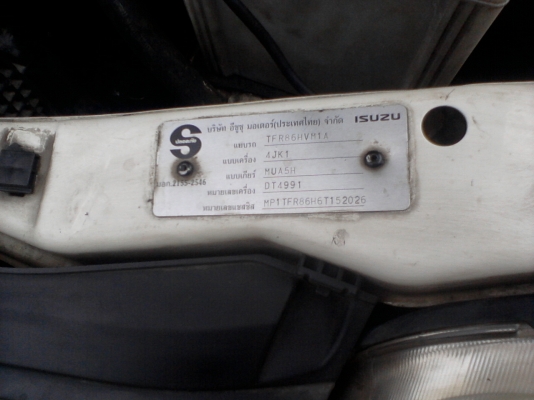 บริษัท อีซูซุ มอเตอร์(ประเทศไทย) จำกัด ISUZU
แบบรถ TFR86HVM1A
แบบเครื่อง 4JK1
แบบเกียร์ MUA5H
หมายเลขเครื่อง DT4991
หมายเลขแชสซิส MP1TFR86H6T152026